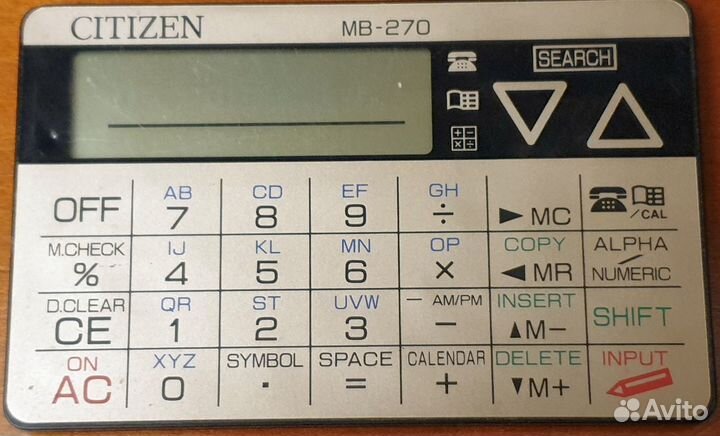 CITIZEN MB-270
SEARCH
AB CD EF GH
OFF 7 8 9 ÷ ►MC /CAL
M.CHECK IJ KL MN OP COPY ALPHA
% 4 5 6 × ◄MR NUMERIC
D.CLEAR QR ST UVW — AM/PM INSERT SHIFT
CE 1 2 3 − ▲M−
ON XYZ SYMBOL SPACE CALENDAR DELETE INPUT
AC 0 · = + ▼M+
Avito